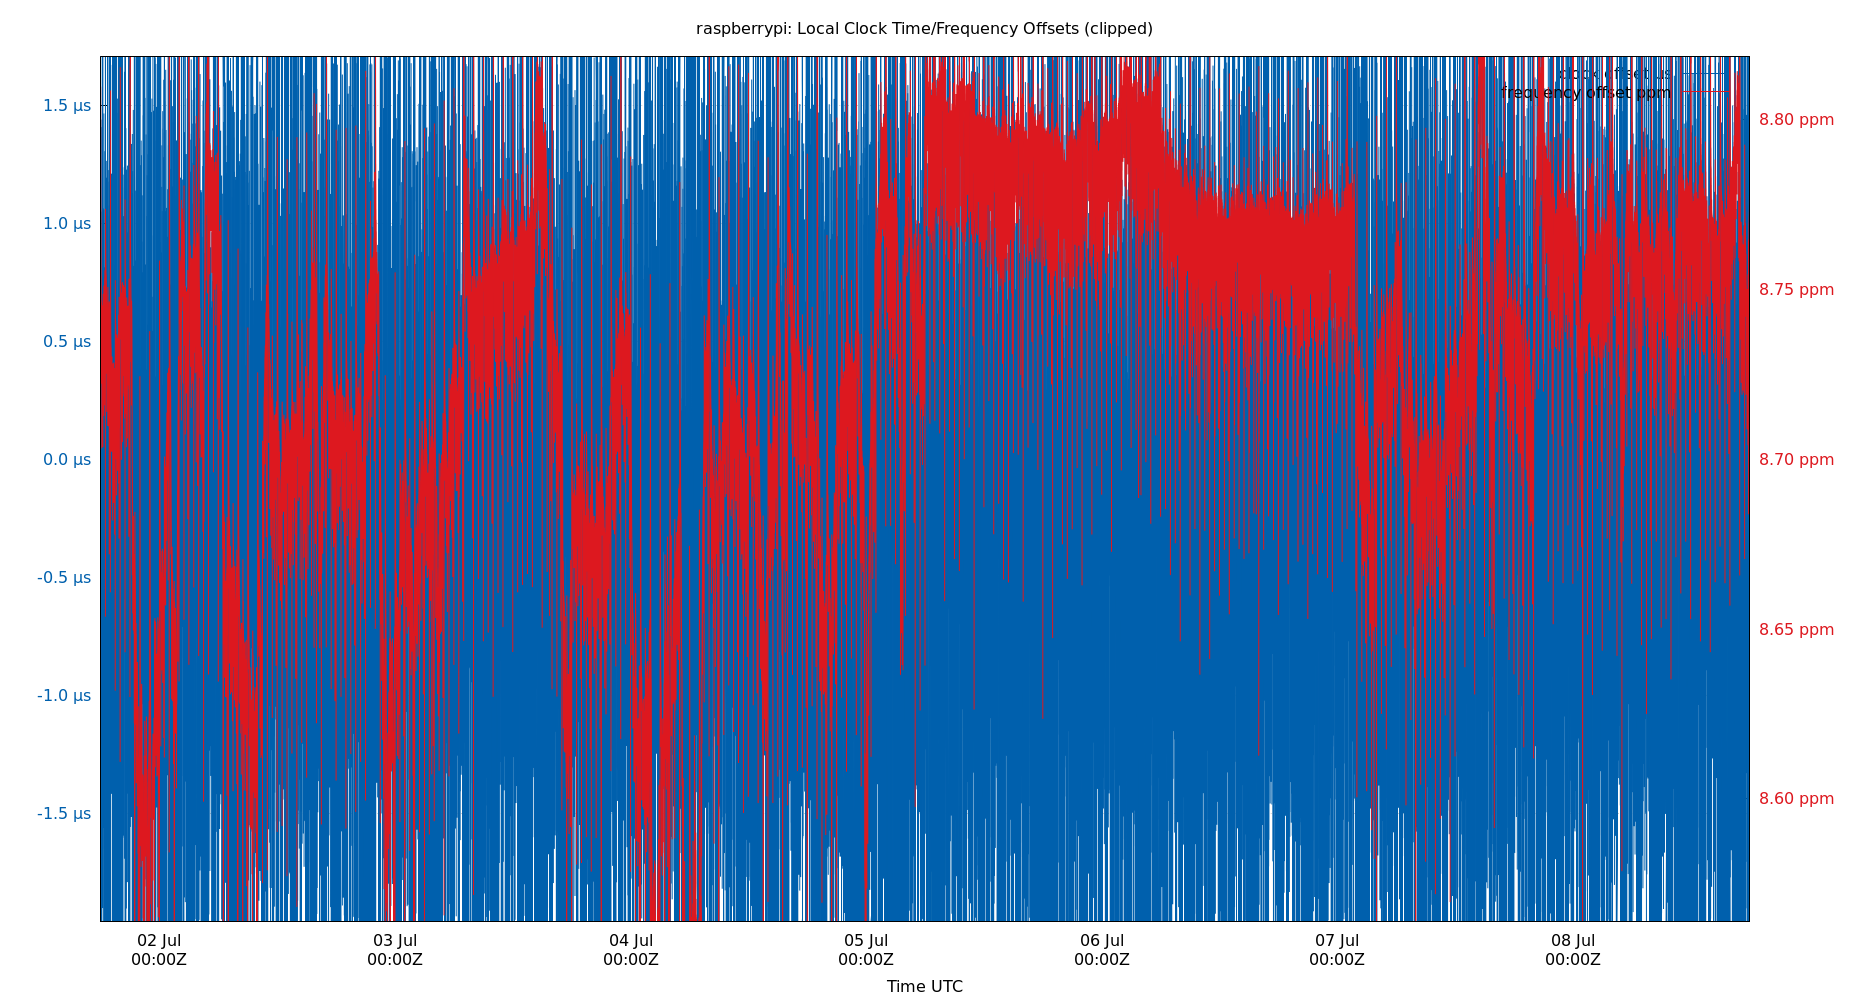 raspberrypi: Local Clock Time/Frequency Offsets (clipped)
clock offset μs
frequency offset ppm
1.5 μs
1.0 μs
0.5 μs
0.0 μs
-0.5 μs
-1.0 μs
-1.5 μs
8.80 ppm
8.75 ppm
8.70 ppm
8.65 ppm
8.60 ppm
02 Jul
00:00Z
03 Jul
00:00Z
04 Jul
00:00Z
05 Jul
00:00Z
06 Jul
00:00Z
07 Jul
00:00Z
08 Jul
00:00Z
Time UTC